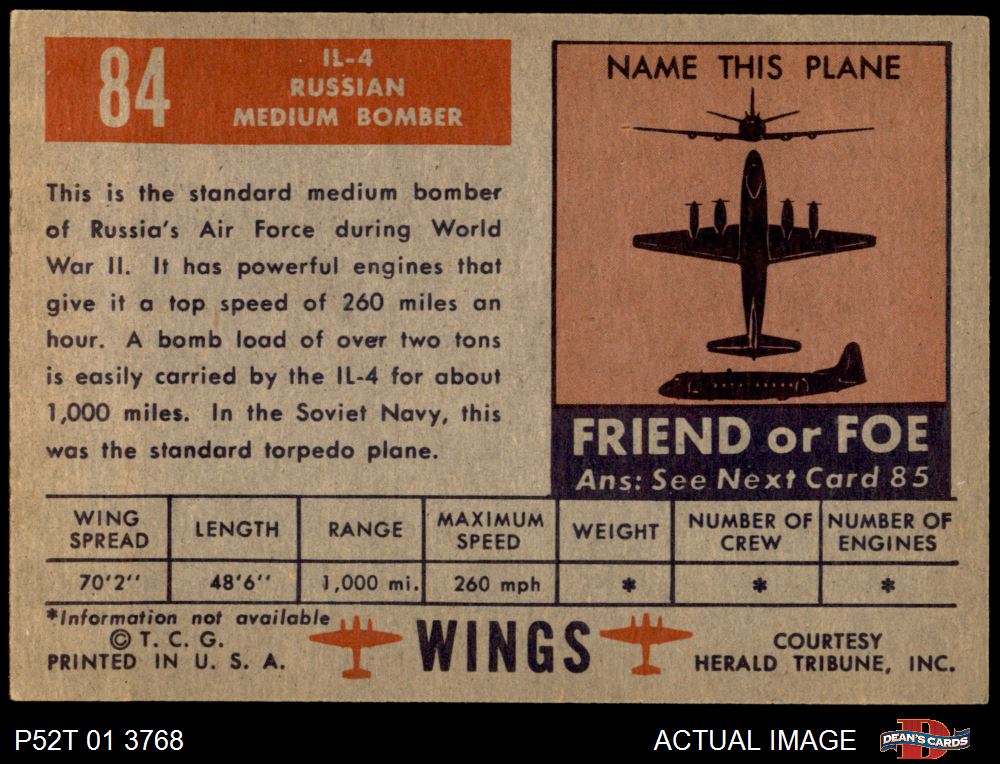 84
IL-4
RUSSIAN
MEDIUM BOMBER
This is the standard medium bomber
of Russia's Air Force during World
War II. It has powerful engines that
give it a top speed of 260 miles an
hour. A bomb load of over two tons
is easily carried by the IL-4 for about
1,000 miles. In the Soviet Navy, this
was the standard torpedo plane.
NAME THIS PLANE
FRIEND or FOE
Ans: See Next Card 85
WING SPREAD LENGTH RANGE MAXIMUM SPEED WEIGHT NUMBER OF CREW NUMBER OF ENGINES
70'2'' 48'6'' 1,000 mi. 260 mph * * *
*Information not available
© T. C. G.
PRINTED IN U. S. A.
WINGS
COURTESY
HERALD TRIBUNE, INC.
P52T 01 3768
ACTUAL IMAGE
D
DEAN'S CARDS